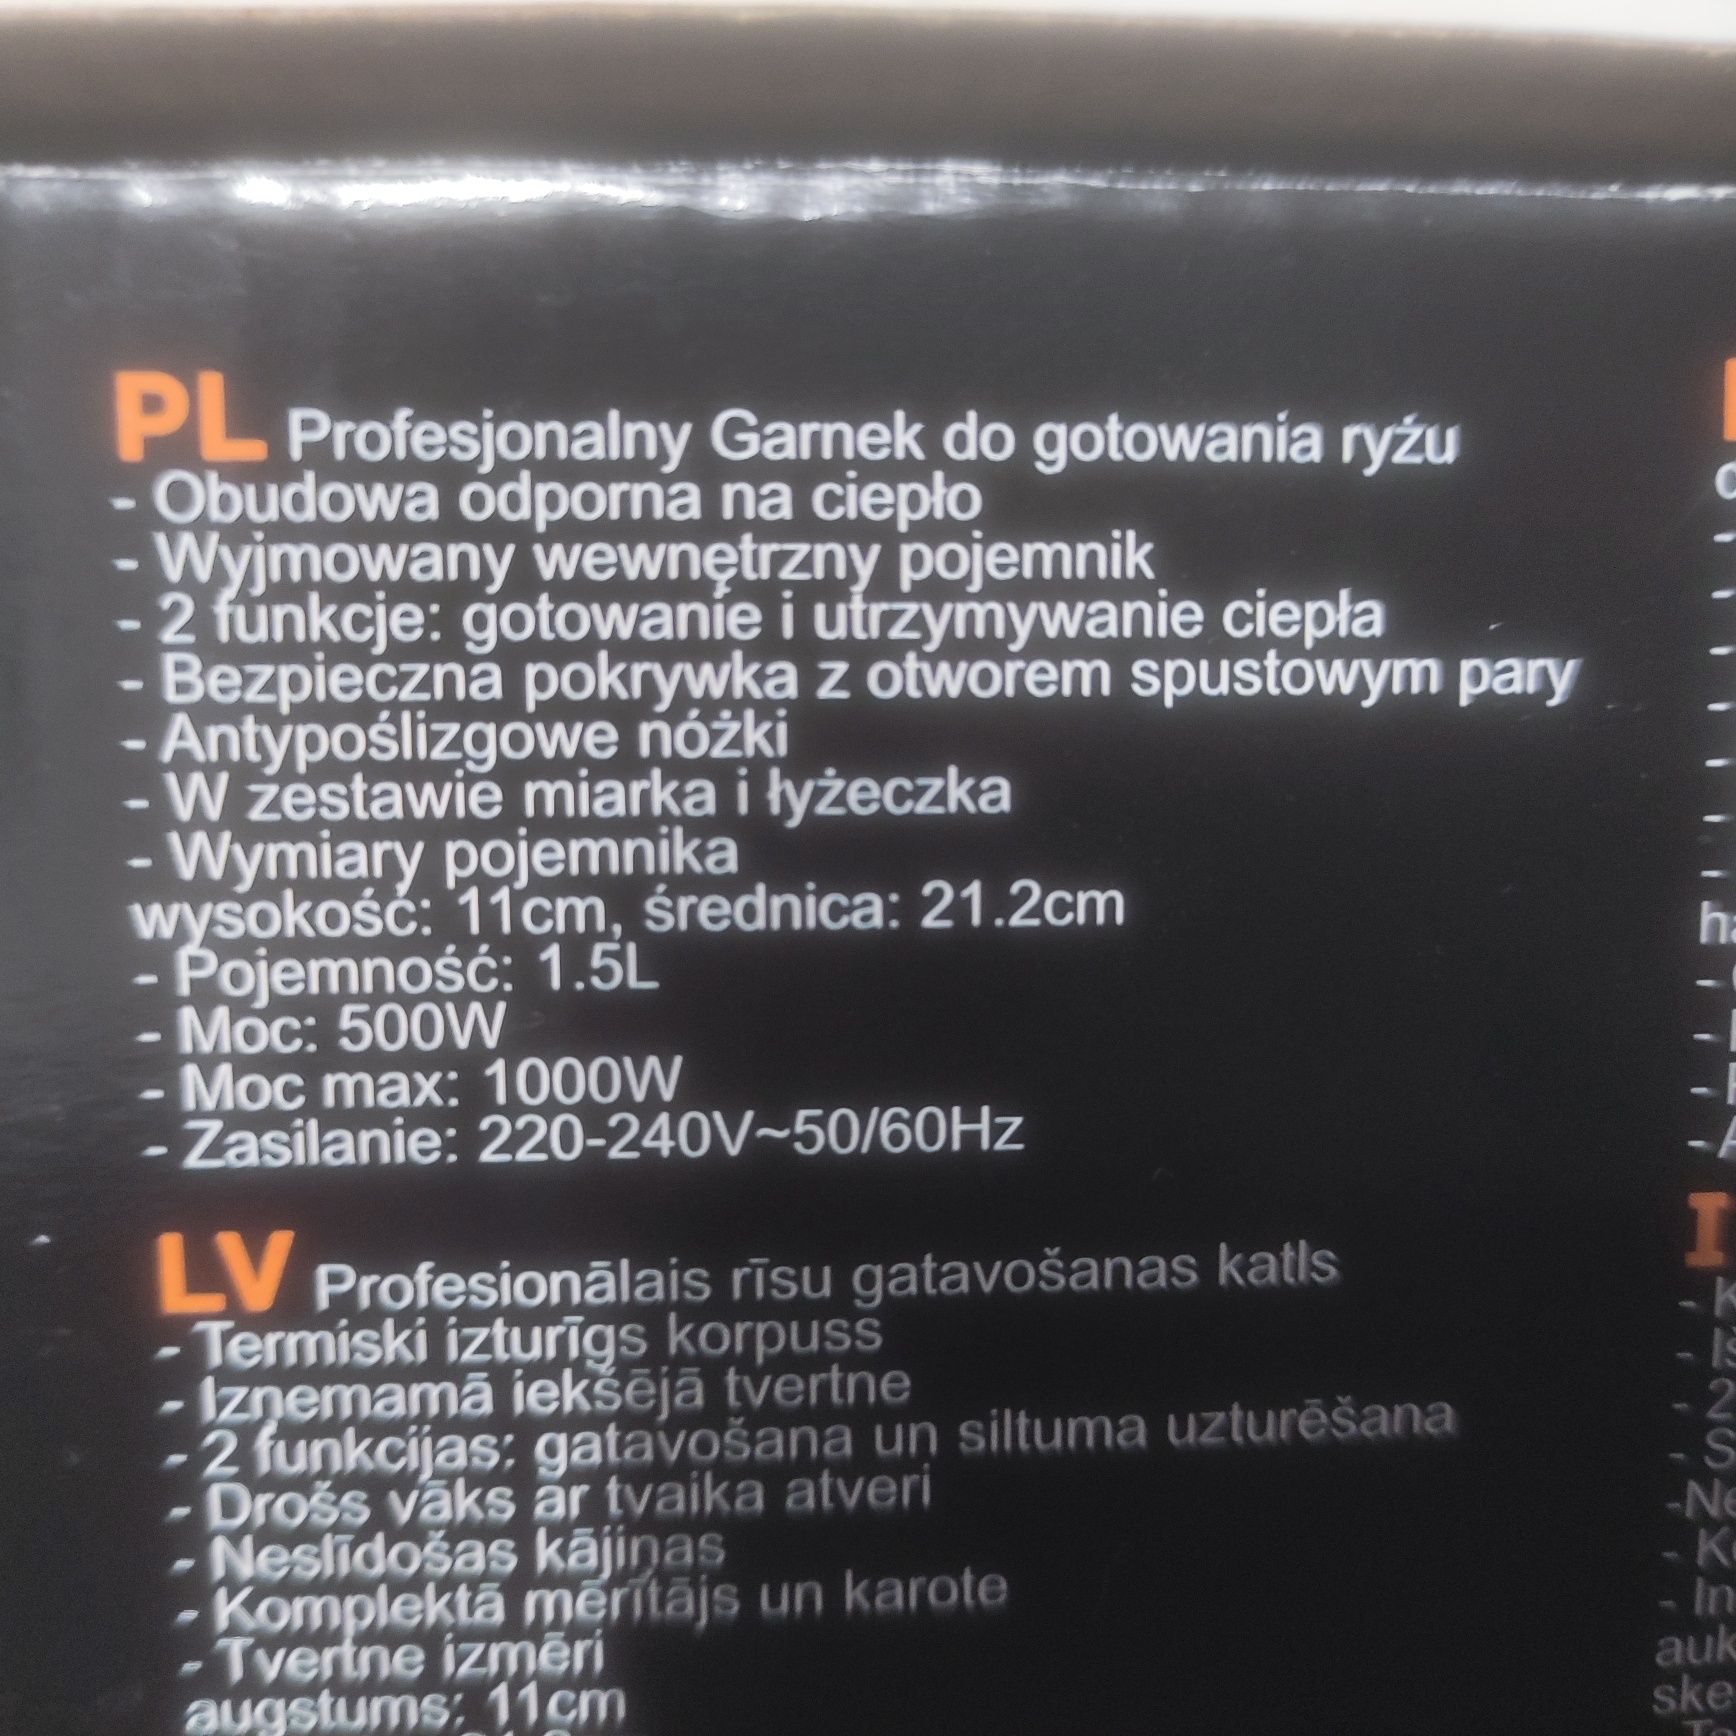 PL Profesjonalny Garnek do gotowania ryżu
- Obudowa odporna na ciepło
- Wyjmowany wewnętrzny pojemnik
- 2 funkcje: gotowanie i utrzymywanie ciepła
- Bezpieczna pokrywka z otworem spustowym pary
- Antypoślizgowe nóżki
- W zestawie miarka i łyżeczka
- Wymiary pojemnika
wysokość: 11cm, średnica: 21.2cm
- Pojemność: 1.5L
- Moc: 500W
- Moc max: 1000W
- Zasilanie: 220-240V~50/60Hz
LV Profesionālais rīsu gatavošanas katls
- Termiski izturīgs korpuss
- Izņemamā iekšējā tvertne
- 2 funkcijas: gatavošana un siltuma uzturēšana
- Drošs vāks ar tvaika atveri
- Neslīdošas kājiņas
- Komplektā mērītājs un karote
- Tvertne izmēri
augstums: 11cm